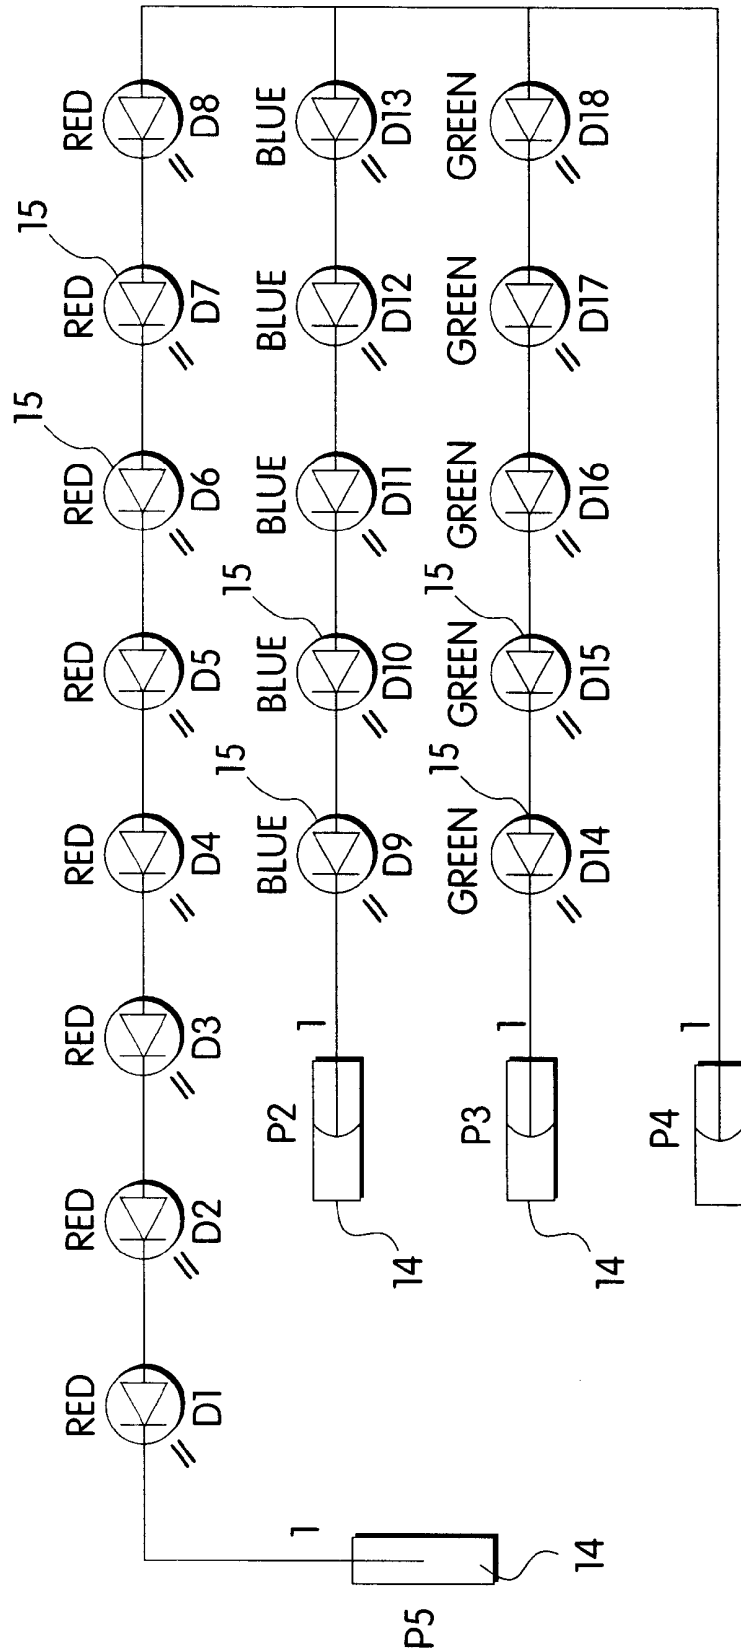 15 15
RED RED RED RED RED RED RED RED
D1 D2 D3 D4 D5 D6 D7 D8
15 15
BLUE BLUE BLUE BLUE BLUE
P2 1
D9 D10 D11 D12 D13
14
15 15
GREEN GREEN GREEN GREEN GREEN
P3 1
D14 D15 D16 D17 D18
14
P4 1
1
P5
14